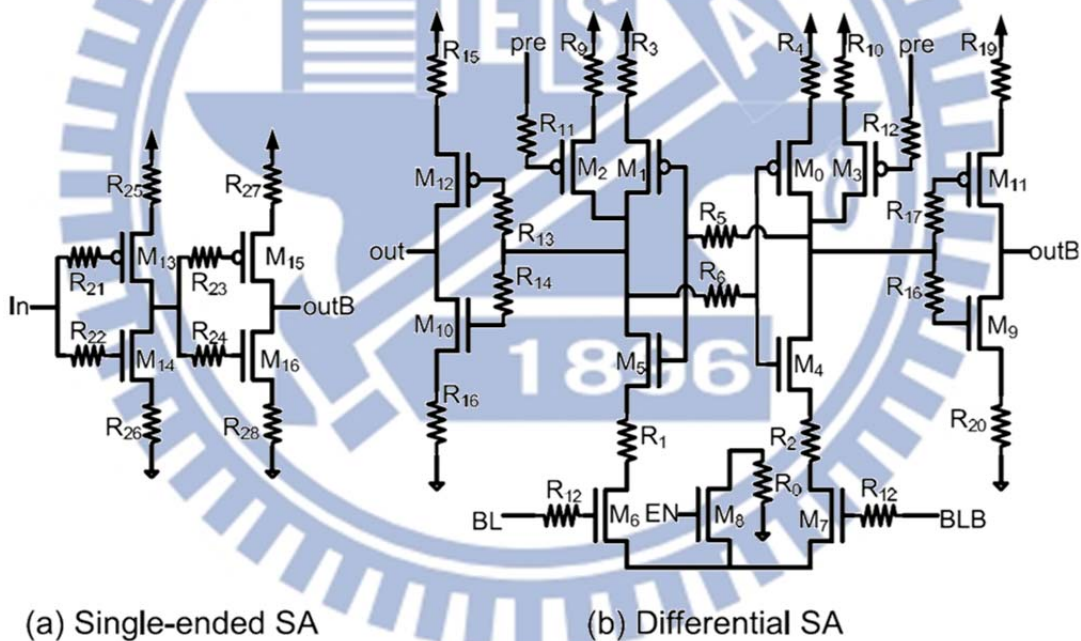 R15
pre
R9
R3
R4
R10
pre
R19
R11
R12
R25
R27
M12
M2
M1
M0
M3
M11
R13
R5
R17
M13
M15
out
outB
R21
R23
R14
R6
R16
In
outB
R22
R24
M10
M9
M14
M16
M5
M4
1896
R26
R28
R16
R1
R2
R20
BL
R12
M6
EN
M8
R0
M7
R12
BLB
(a) Single-ended SA
(b) Differential SA